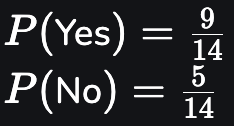 P(Yes) = 9/14
P(No) = 5/14